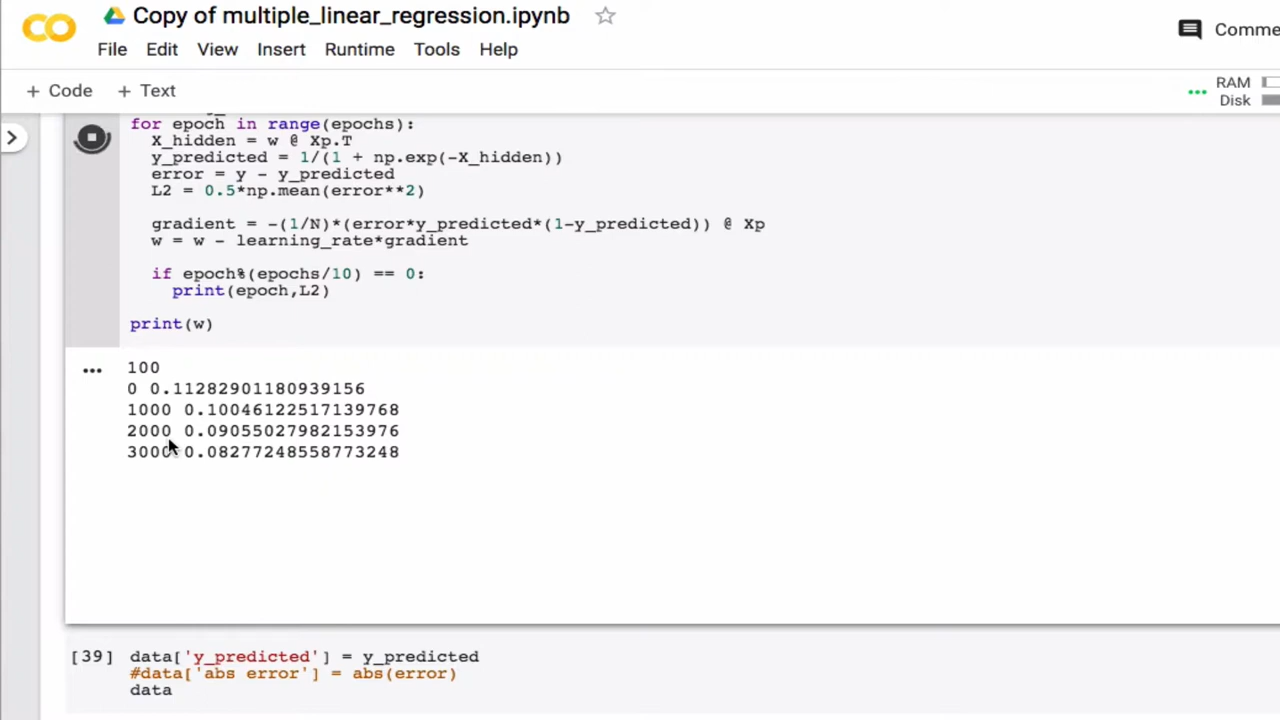 Copy of multiple_linear_regression.ipynb
File Edit View Insert Runtime Tools Help
Comme
+ Code + Text
RAM
Disk
for epoch in range(epochs):
X_hidden = w @ Xp.T
y_predicted = 1/(1 + np.exp(-X_hidden))
error = y - y_predicted
L2 = 0.5*np.mean(error**2)
gradient = -(1/N)*(error*y_predicted*(1-y_predicted)) @ Xp
w = w - learning_rate*gradient
if epoch%(epochs/10) == 0:
print(epoch,L2)
print(w)
100
0 0.11282901180939156
1000 0.10046122517139768
2000 0.09055027982153976
3000 0.08277248558773248
[39] data['y_predicted'] = y_predicted
#data['abs error'] = abs(error)
data